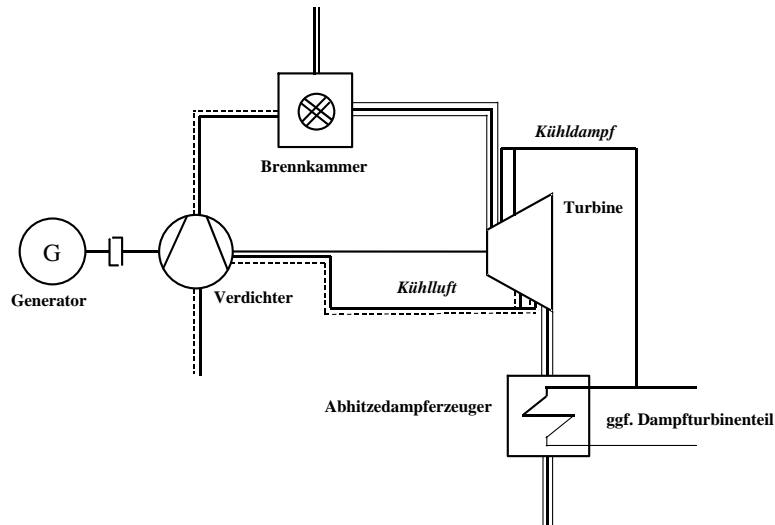 Brennkammer
Kühldampf
Turbine
G
Generator
Verdichter
Kühlluft
Abhitzedampferzeuger
ggf. Dampfturbinenteil